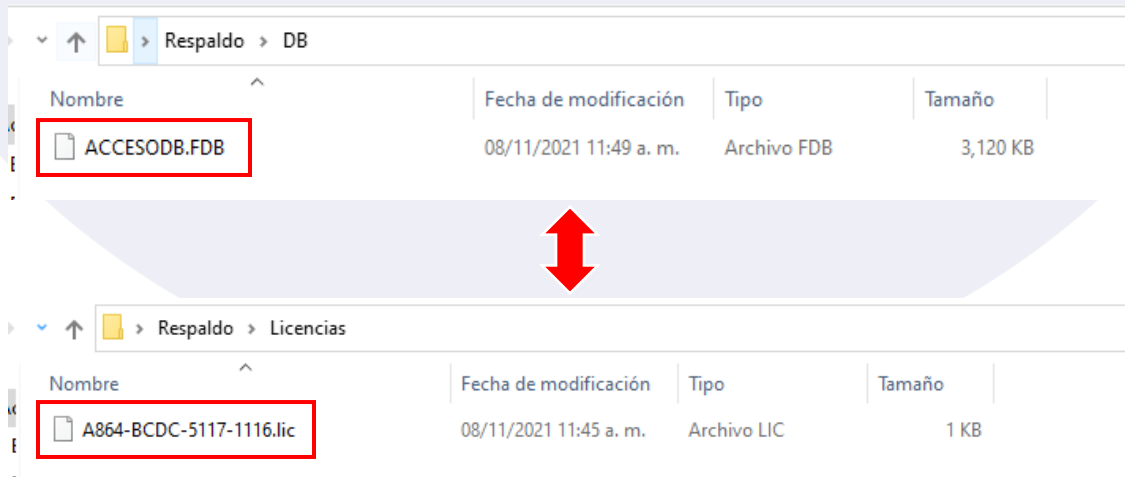 Respaldo > DB
Nombre Fecha de modificación Tipo Tamaño
ACCESODB.FDB 08/11/2021 11:49 a. m. Archivo FDB 3,120 KB
Respaldo > Licencias
Nombre Fecha de modificación Tipo Tamaño
A864-BCDC-5117-1116.lic 08/11/2021 11:45 a. m. Archivo LIC 1 KB